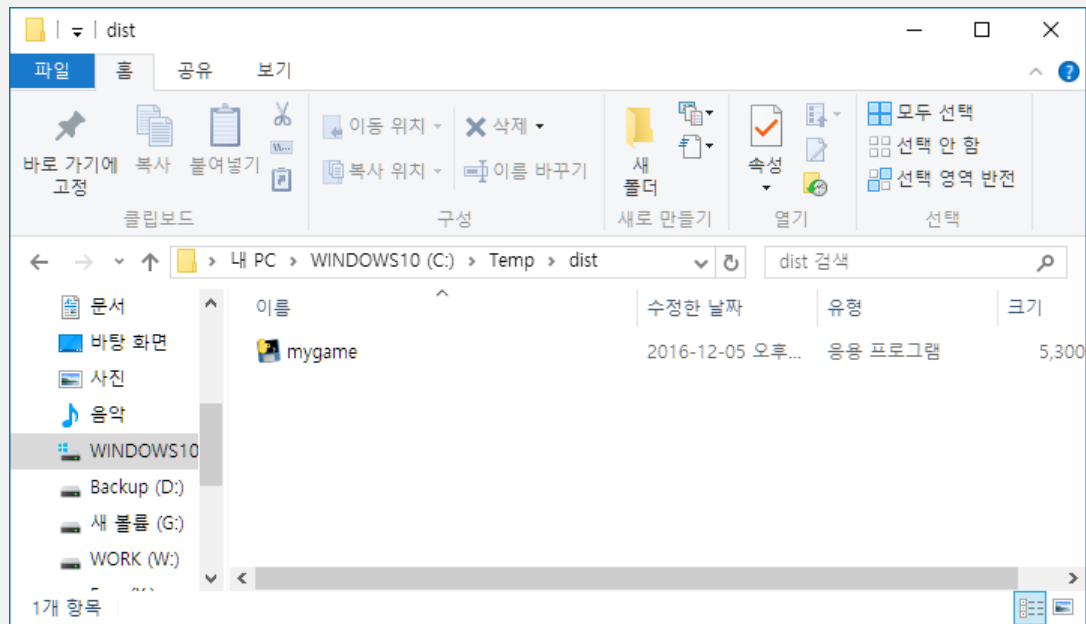 dist
파일 홈 공유 보기
바로 가기에
고정
복사
붙여넣기
클립보드
이동 위치
복사 위치
삭제
이름 바꾸기
구성
새
폴더
새로 만들기
속성
열기
모두 선택
선택 안 함
선택 영역 반전
선택
내 PC > WINDOWS10 (C:) > Temp > dist
dist 검색
문서
바탕 화면
사진
음악
WINDOWS10
Backup (D:)
새 볼륨 (G:)
WORK (W:)
이름 수정한 날짜 유형 크기
mygame 2016-12-05 오후... 응용 프로그램 5,300
1개 항목